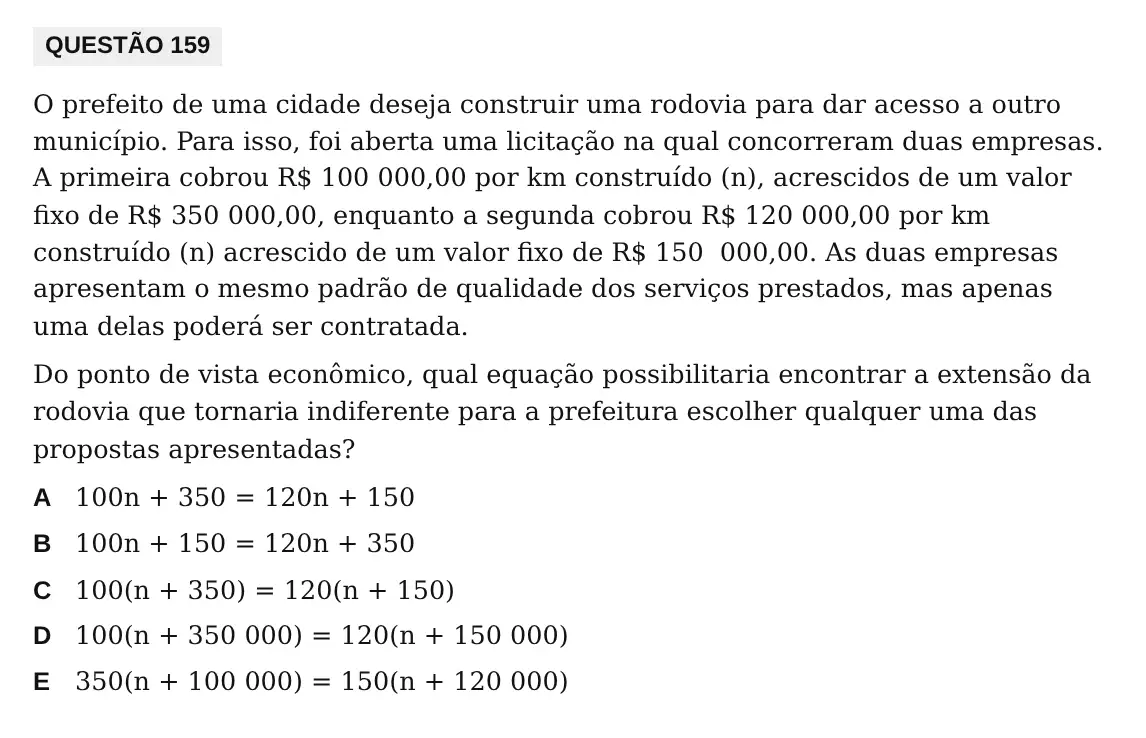 QUESTÃO 159
O prefeito de uma cidade deseja construir uma rodovia para dar acesso a outro
município. Para isso, foi aberta uma licitação na qual concorreram duas empresas.
A primeira cobrou R$ 100 000,00 por km construído (n), acrescidos de um valor
fixo de R$ 350 000,00, enquanto a segunda cobrou R$ 120 000,00 por km
construído (n) acrescido de um valor fixo de R$ 150  000,00. As duas empresas
apresentam o mesmo padrão de qualidade dos serviços prestados, mas apenas
uma delas poderá ser contratada.
Do ponto de vista econômico, qual equação possibilitaria encontrar a extensão da
rodovia que tornaria indiferente para a prefeitura escolher qualquer uma das
propostas apresentadas?
A 100n + 350 = 120n + 150
B 100n + 150 = 120n + 350
C 100(n + 350) = 120(n + 150)
D 100(n + 350 000) = 120(n + 150 000)
E 350(n + 100 000) = 150(n + 120 000)